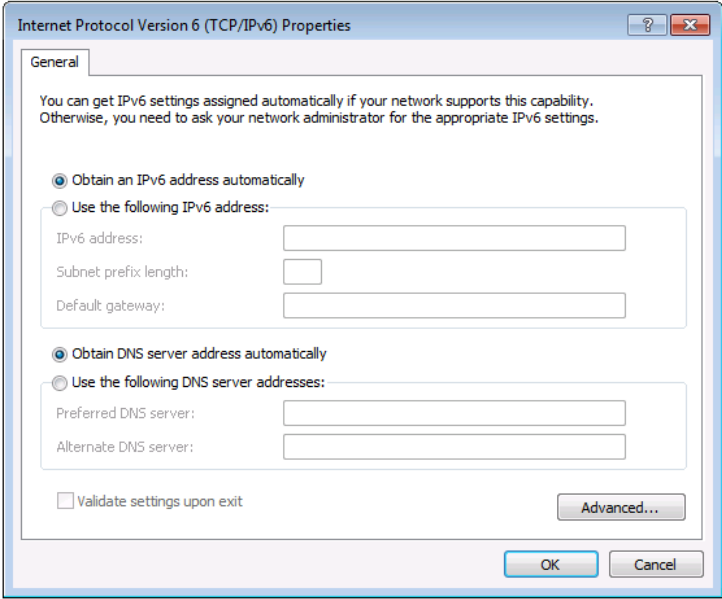 Internet Protocol Version 6 (TCP/IPv6) Properties
?
General
You can get IPv6 settings assigned automatically if your network supports this capability.
Otherwise, you need to ask your network administrator for the appropriate IPv6 settings.
Obtain an IPv6 address automatically
Use the following IPv6 address:
IPv6 address:
Subnet prefix length:
Default gateway:
Obtain DNS server address automatically
Use the following DNS server addresses:
Preferred DNS server:
Alternate DNS server:
Validate settings upon exit
Advanced...
OK Cancel